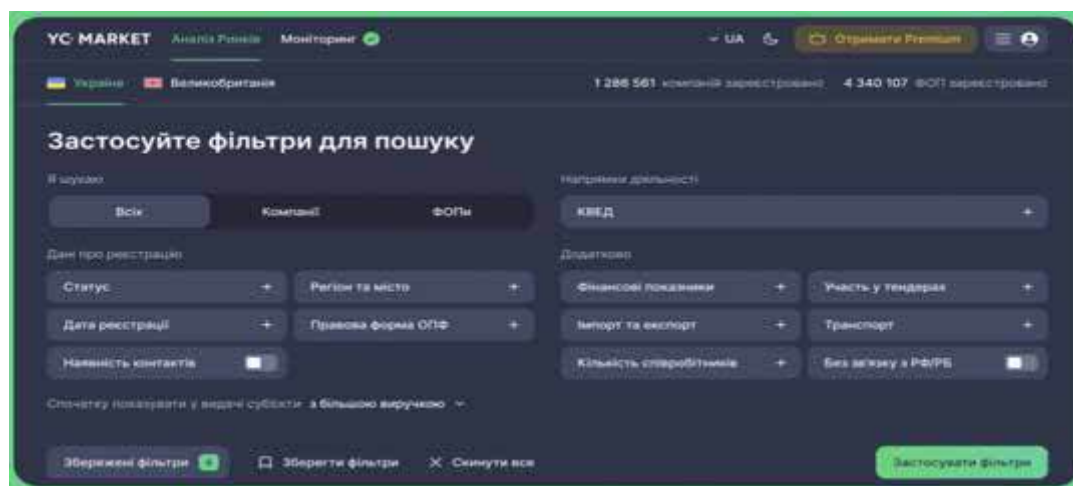 YC MARKET Аналіз Ринків Моніторинг UA Отримати Premium
Україна Великобританія 1 286 561 компаній зареєстровано 4 340 107 ФОП зареєстровано
Застосуйте фільтри для пошуку
Я шукаю Напрямки діяльності
Всіх Компанії ФОПи КВЕД +
Дані про реєстрацію Додатково
Статус + Регіон та місто + Фінансові показники + Участь у тендерах +
Дата реєстрації + Правова форма ОПФ + Імпорт та експорт + Транспорт +
Наявність контактів Кількість співробітників + Без зв'язку з РФ/РБ
Спочатку показувати у видачі суб'єкти з більшою виручкою
Збережені фільтри Зберегти фільтри Скинути все Застосувати фільтри